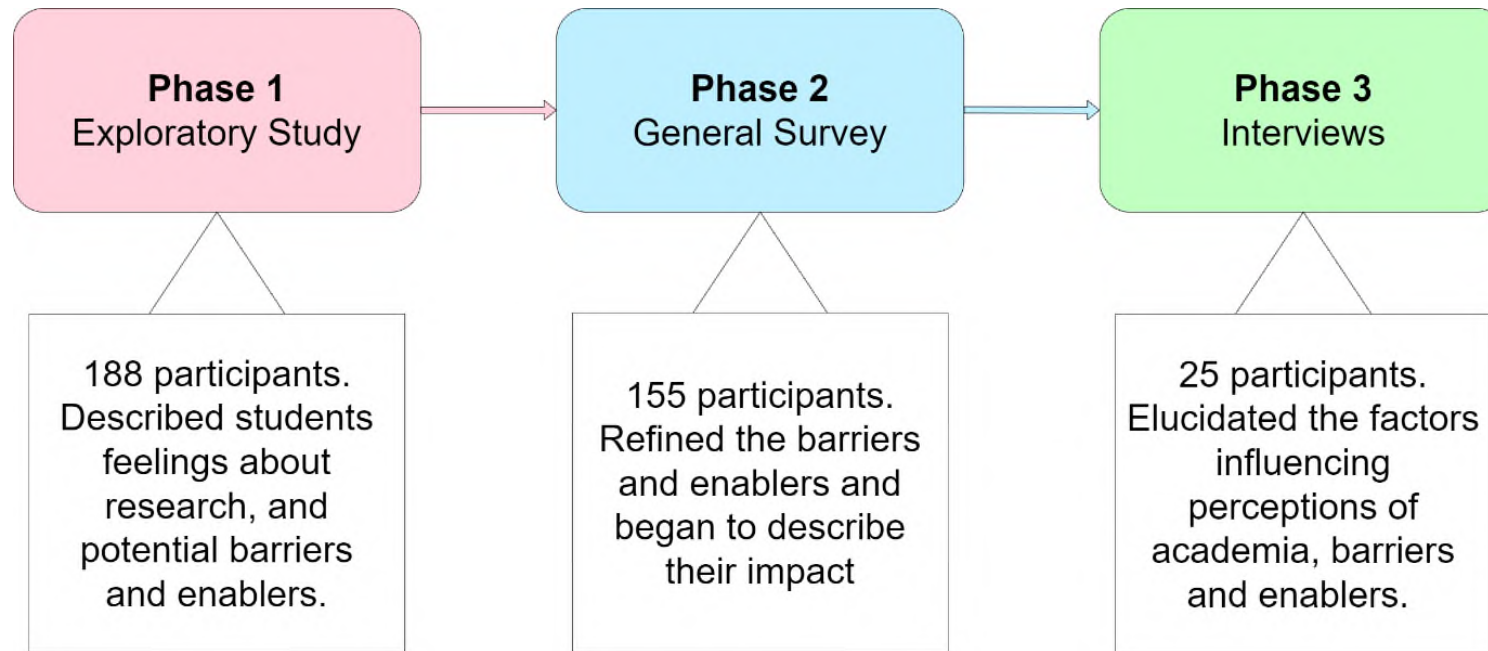 Phase 1
Exploratory Study
Phase 2
General Survey
Phase 3
Interviews
188 participants.
Described students
feelings about
research, and
potential barriers
and enablers.
155 participants.
Refined the barriers
and enablers and
began to describe
their impact
25 participants.
Elucidated the factors
influencing
perceptions of
academia, barriers
and enablers.